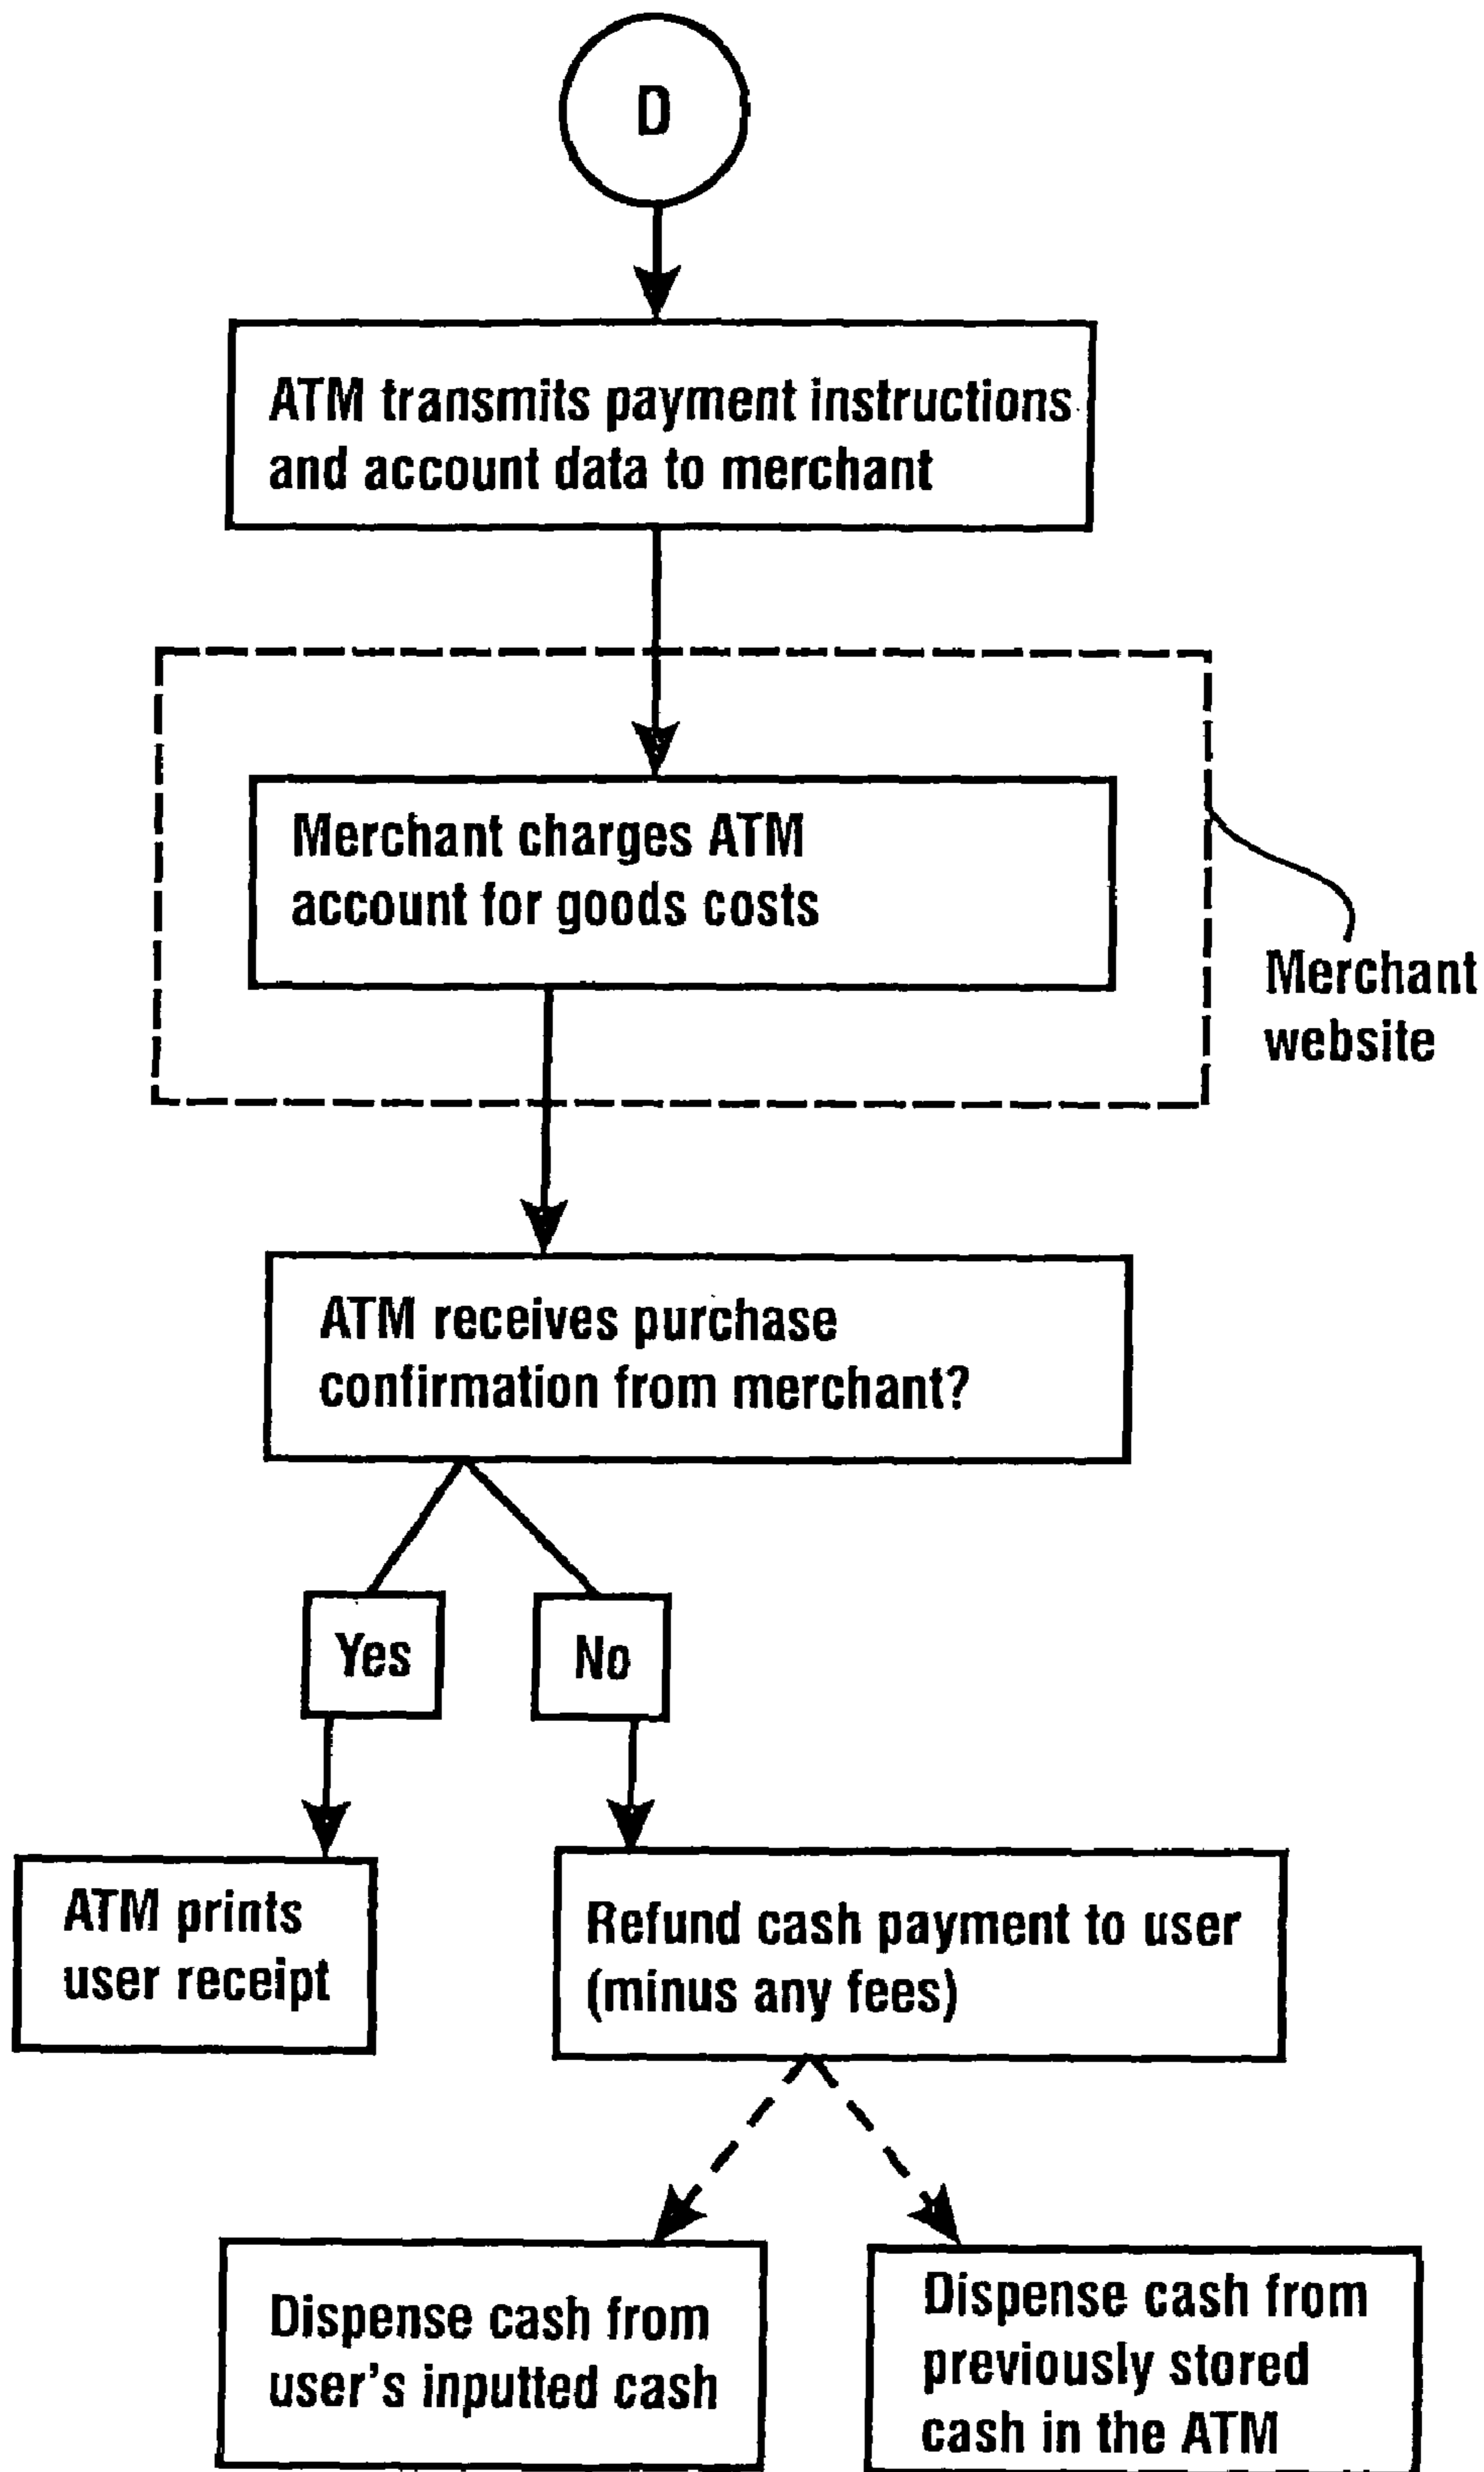 D
ATM transmits payment instructions
and account data to merchant
Merchant charges ATM
account for goods costs
Merchant
website
ATM receives purchase
confirmation from merchant?
Yes
No
ATM prints
user receipt
Refund cash payment to user
(minus any fees)
Dispense cash from
user's inputted cash
Dispense cash from
previously stored
cash in the ATM